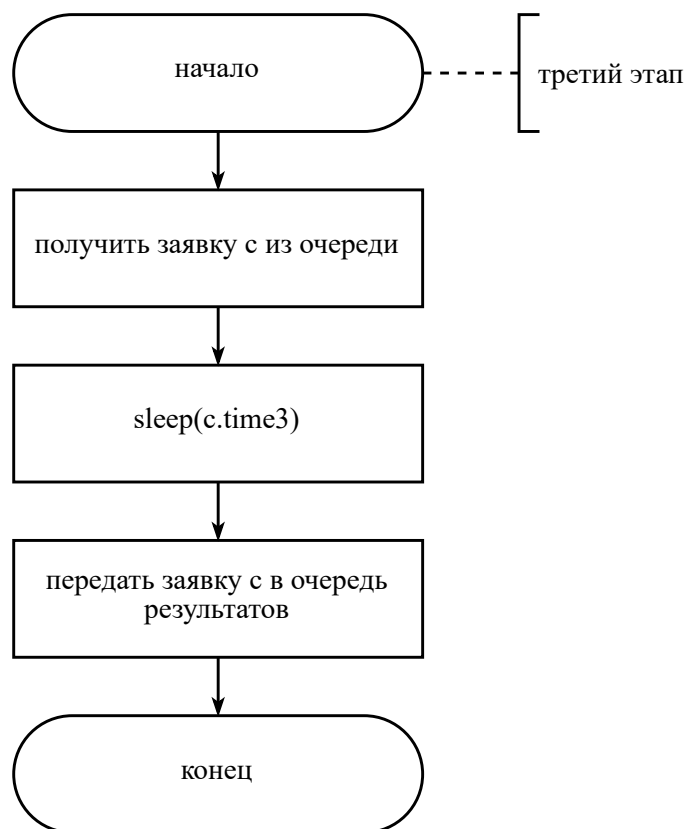 начало
третий этап
получить заявку с из очереди
sleep(c.time3)
передать заявку с в очередь
результатов
конец